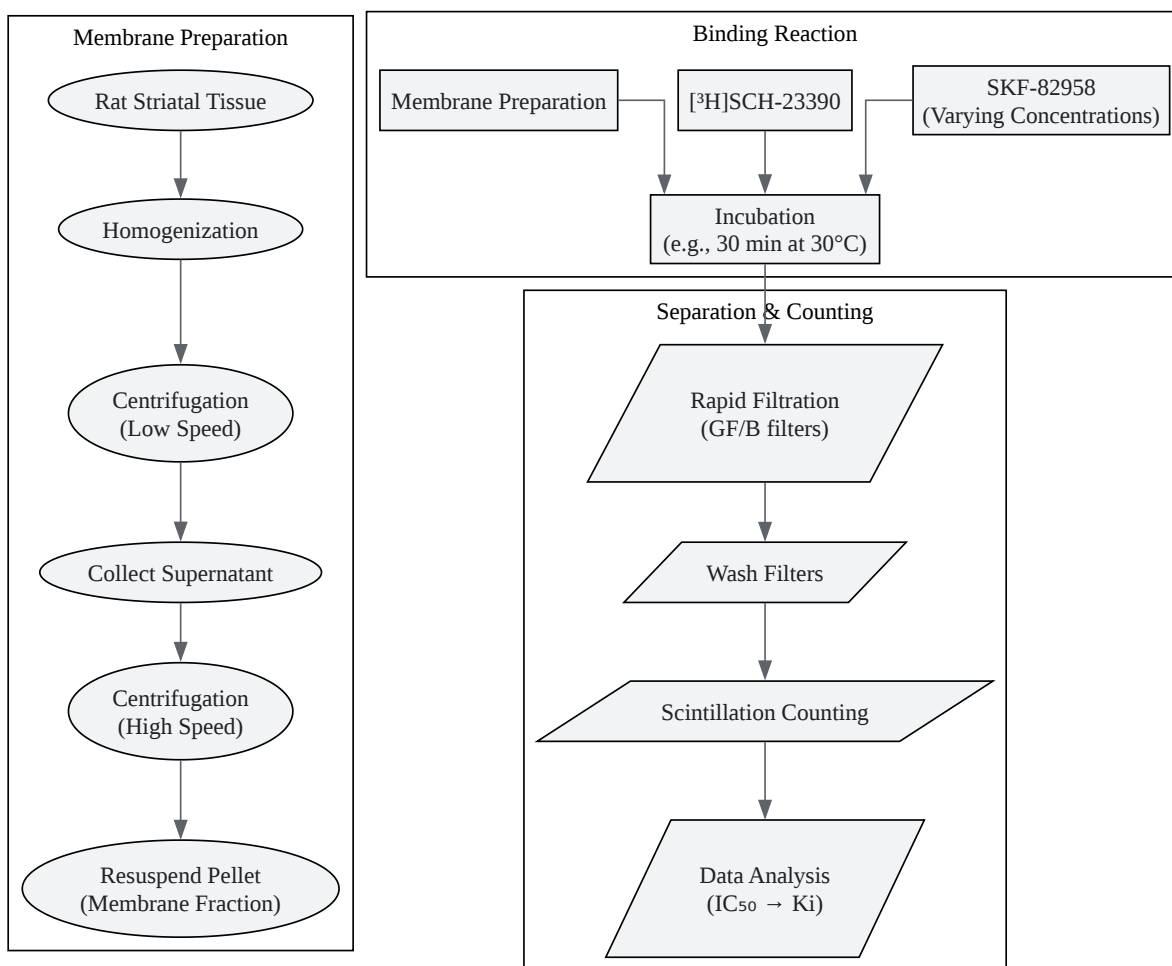 Membrane Preparation
Rat Striatal Tissue
Homogenization
Centrifugation
(Low Speed)
Collect Supernatant
Centrifugation
(High Speed)
Resuspend Pellet
(Membrane Fraction)
Binding Reaction
Membrane Preparation
[³H]SCH-23390
SKF-82958
(Varying Concentrations)
Incubation
(e.g., 30 min at 30°C)
Separation & Counting
Rapid Filtration
(GF/B filters)
Wash Filters
Scintillation Counting
Data Analysis
(IC₅₀ → Ki)